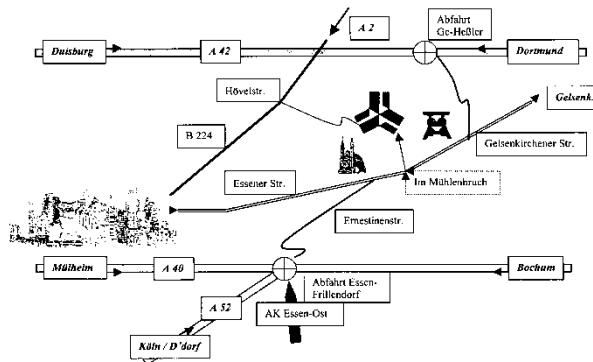 A 2
Abfahrt
Ge-Heßler
Duisburg
A 42
Dortmund
Hövelstr.
Gelsenk.
B 224
Gelsenkirchener Str.
Essener Str.
Im Mühlenbruch
Ernestinenstr.
Mülheim
A 40
Abfahrt Essen-
Frillendorf
Bochum
A 52
AK Essen-Ost
Köln / D'dorf